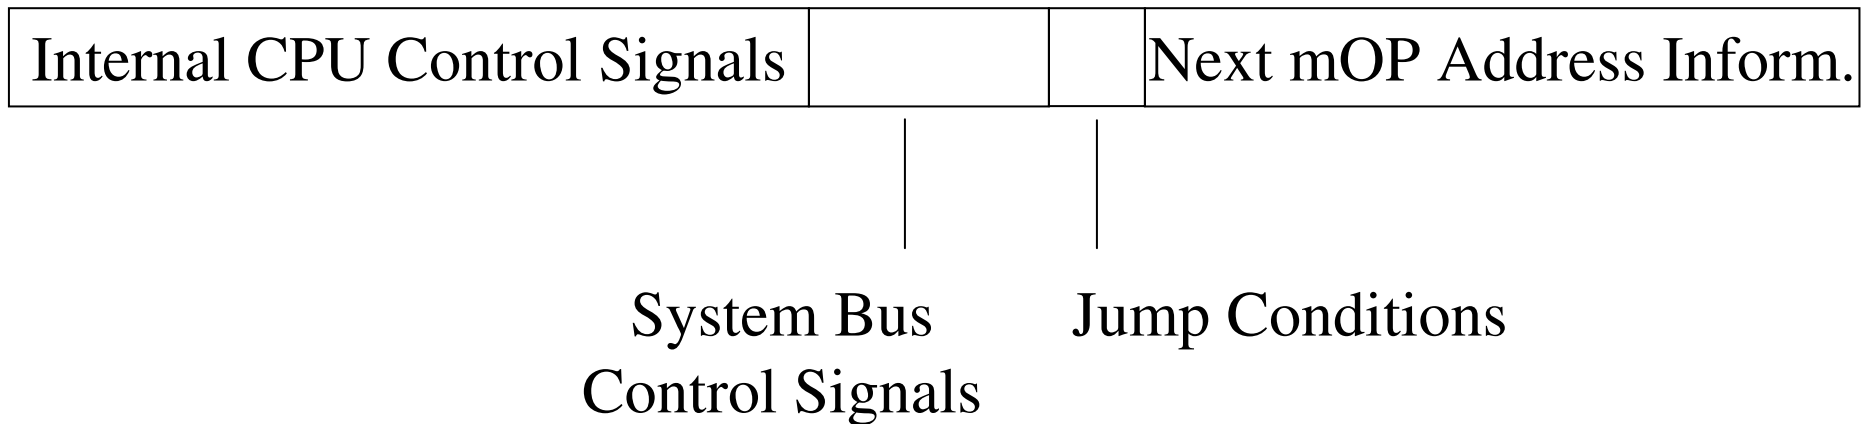 Internal CPU Control Signals
Next mOP Address Inform.
System Bus
Control Signals
Jump Conditions